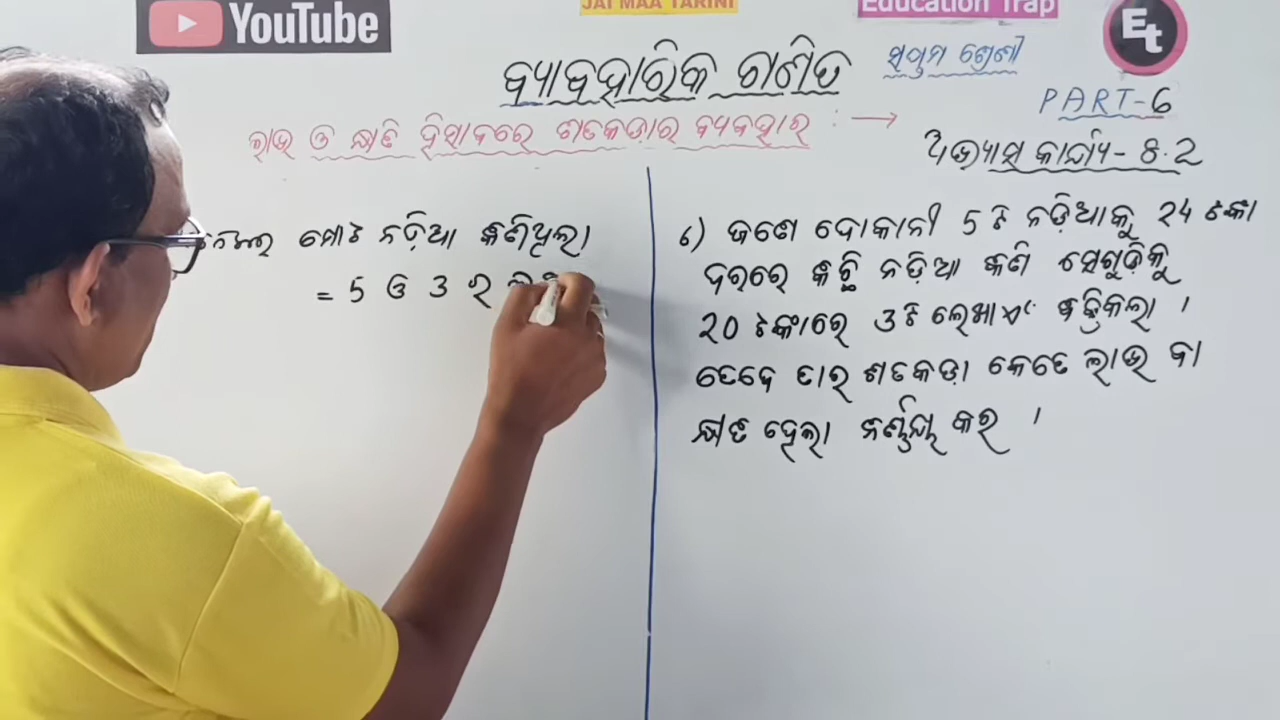 YouTube
JAI MAA TARINI
Education Trap
Et
ବ୍ୟାବହାରିକ ଗଣିତ
ସପ୍ତମ ଶ୍ରେଣୀ
PART-6
ଲାଭ ଓ କ୍ଷତି ହିସାବରେ ଶତକଡ଼ାର ବ୍ୟବହାର : →
ଅଭ୍ୟାସ କାର୍ଯ୍ୟ - 8.2
ମୋଟ ନଡ଼ିଆ କିଣିଥିଲା
= 5 ଓ 3 ର
୬) ଜଣେ ଦୋକାନୀ 5 ଟି ନଡ଼ିଆକୁ 24 ଟଙ୍କା
ଦରରେ କିଛି ନଡ଼ିଆ କିଣି ସେଗୁଡ଼ିକୁ
20 ଟଙ୍କାରେ 3 ଟି ଲେଖାଏଁ ବିକ୍ରିକଲା ।
ତେବେ ତାର ଶତକଡ଼ା କେତେ ଲାଭ ବା
କ୍ଷତି ହେଲା ନିର୍ଣ୍ଣୟ କର ।